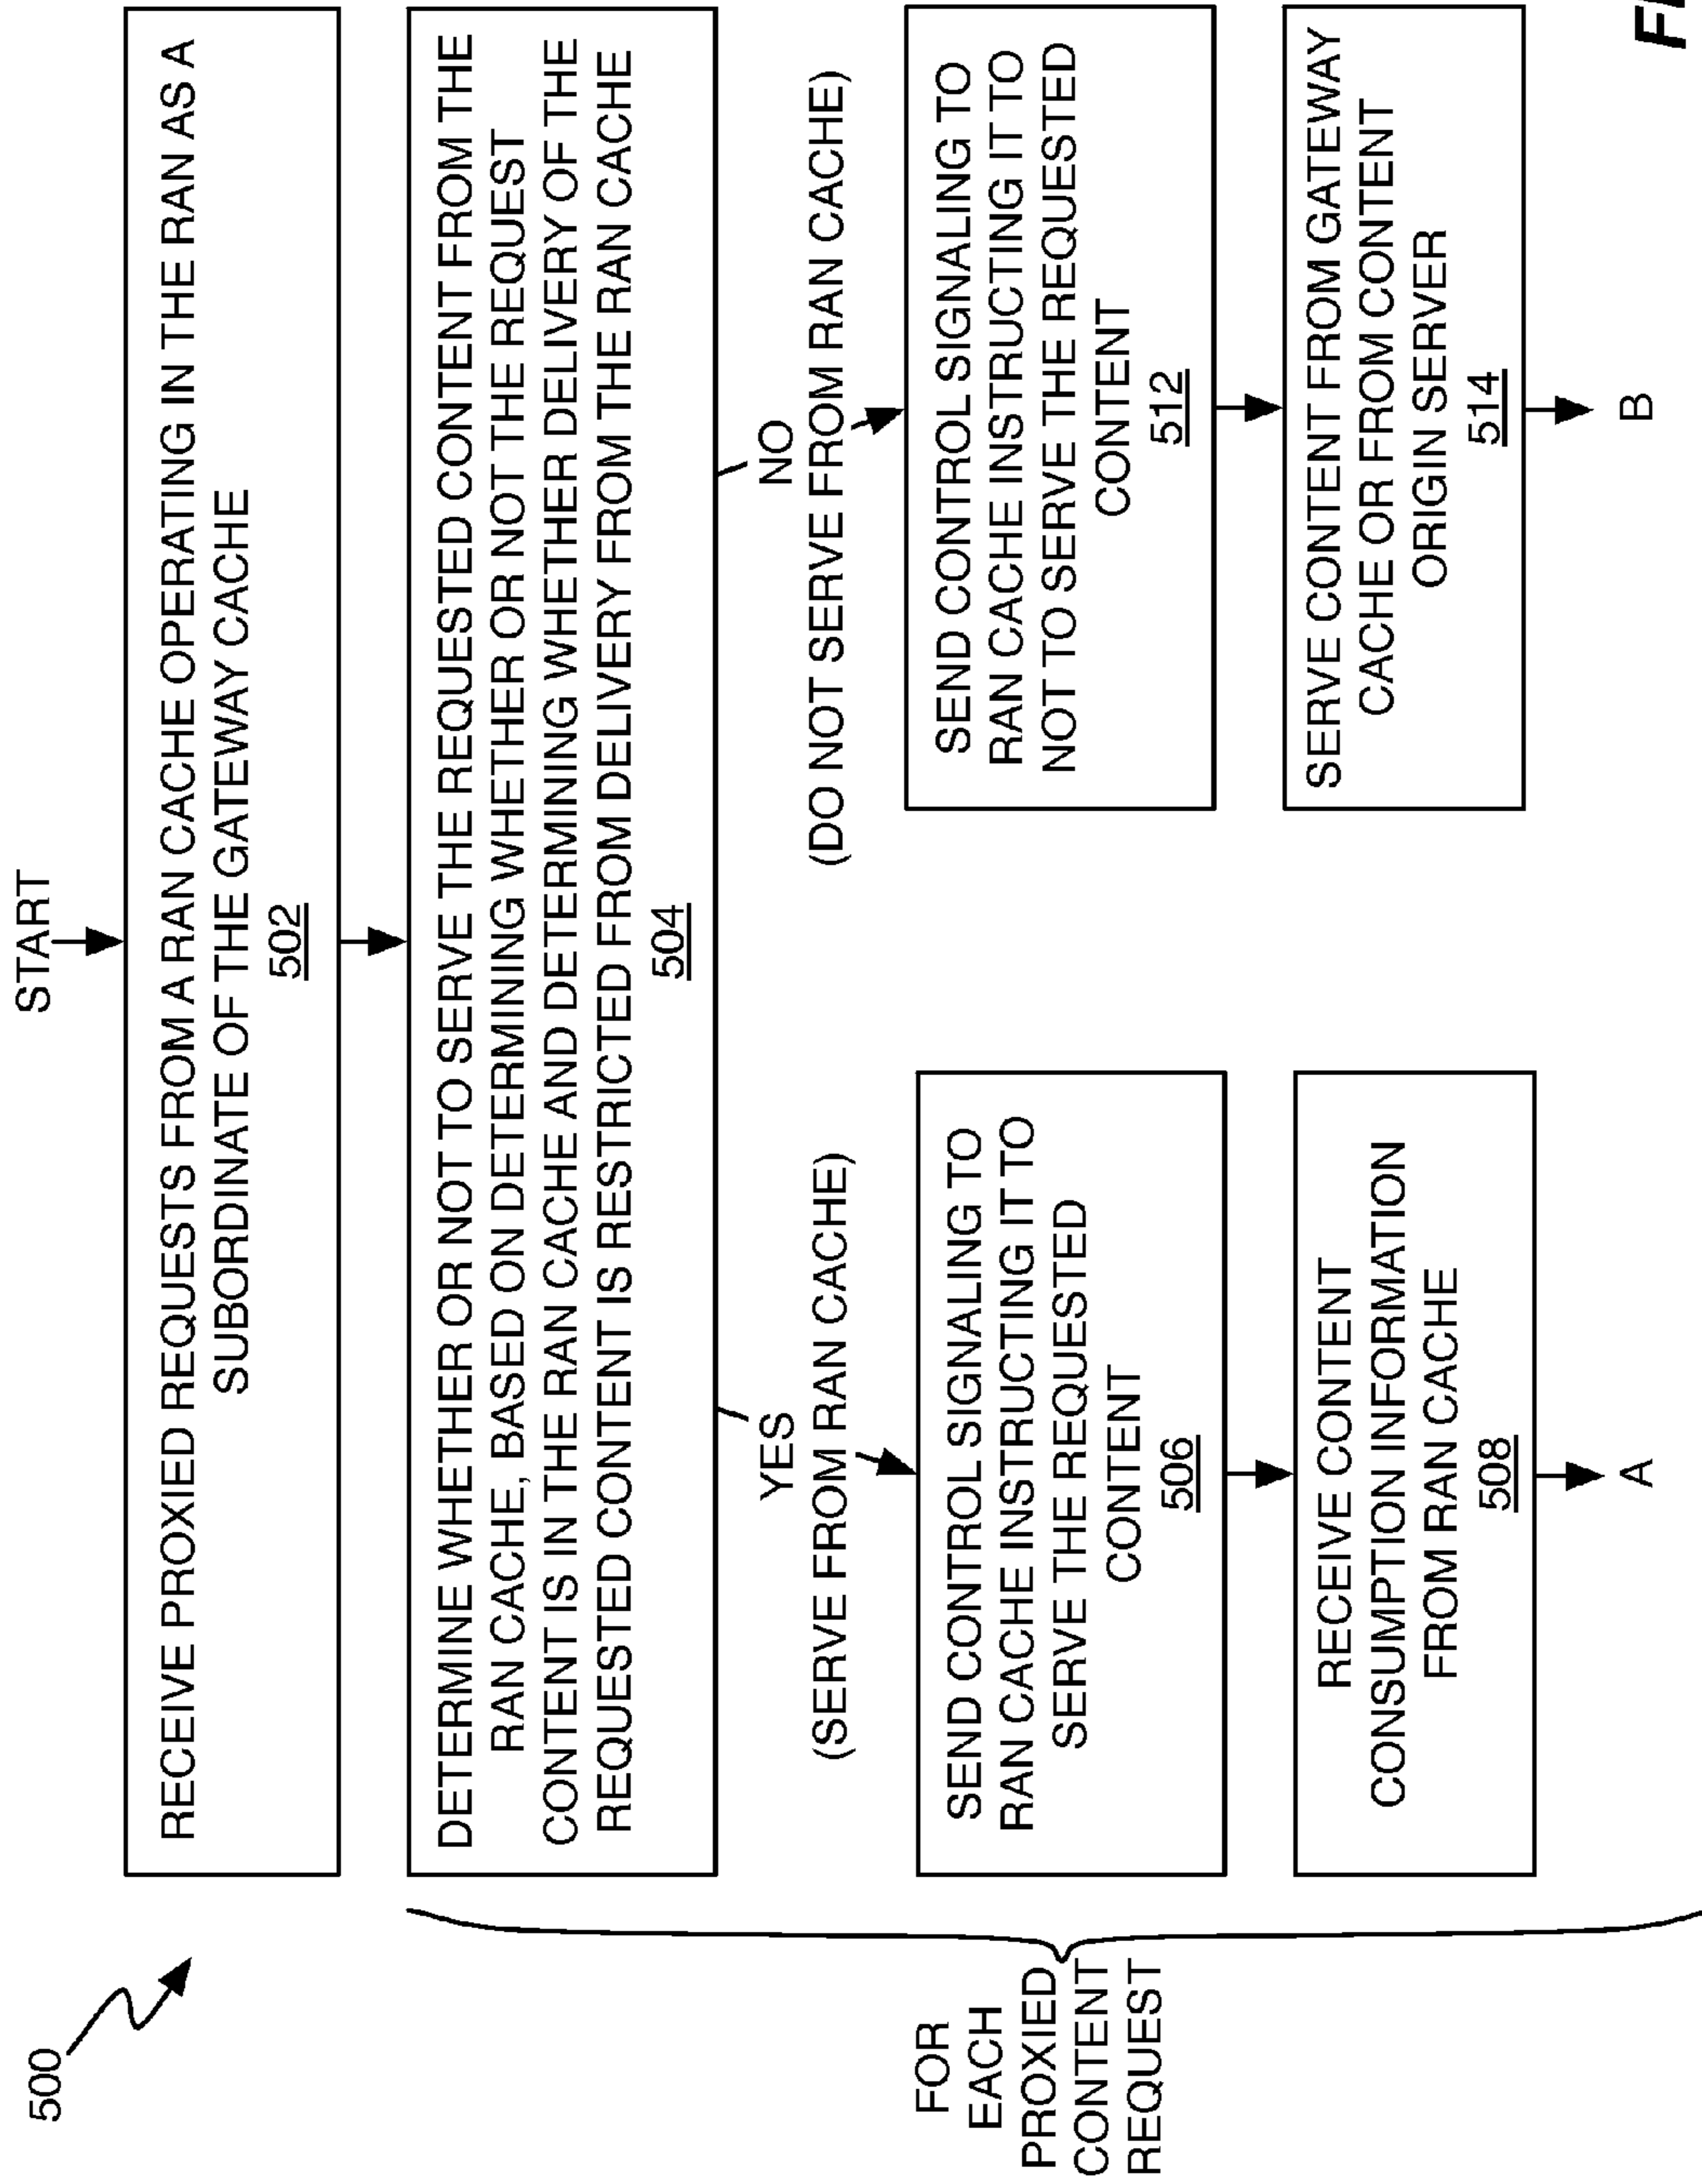 500
START
RECEIVE PROXIED REQUESTS FROM A RAN CACHE OPERATING IN THE RAN AS A
SUBORDINATE OF THE GATEWAY CACHE
502
FOR
EACH
PROXIED
CONTENT
REQUEST
DETERMINE WHETHER OR NOT TO SERVE THE REQUESTED CONTENT FROM THE
RAN CACHE, BASED ON DETERMINING WHETHER OR NOT THE REQUEST
CONTENT IS IN THE RAN CACHE AND DETERMINING WHETHER DELIVERY OF THE
REQUESTED CONTENT IS RESTRICTED FROM DELIVERY FROM THE RAN CACHE
504
YES
(SERVE FROM RAN CACHE)
SEND CONTROL SIGNALING TO
RAN CACHE INSTRUCTING IT TO
SERVE THE REQUESTED
CONTENT
506
RECEIVE CONTENT
CONSUMPTION INFORMATION
FROM RAN CACHE
508
A
NO
(DO NOT SERVE FROM RAN CACHE)
SEND CONTROL SIGNALING TO
RAN CACHE INSTRUCTING IT TO
NOT TO SERVE THE REQUESTED
CONTENT
512
SERVE CONTENT FROM GATEWAY
CACHE OR FROM CONTENT
ORIGIN SERVER
514
B